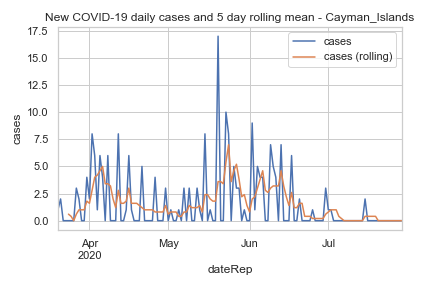 New COVID-19 daily cases and 5 day rolling mean - Cayman_Islands
cases
cases (rolling)
17.5
15.0
12.5
10.0
7.5
5.0
2.5
0.0
cases
Apr
2020
May
Jun
Jul
dateRep